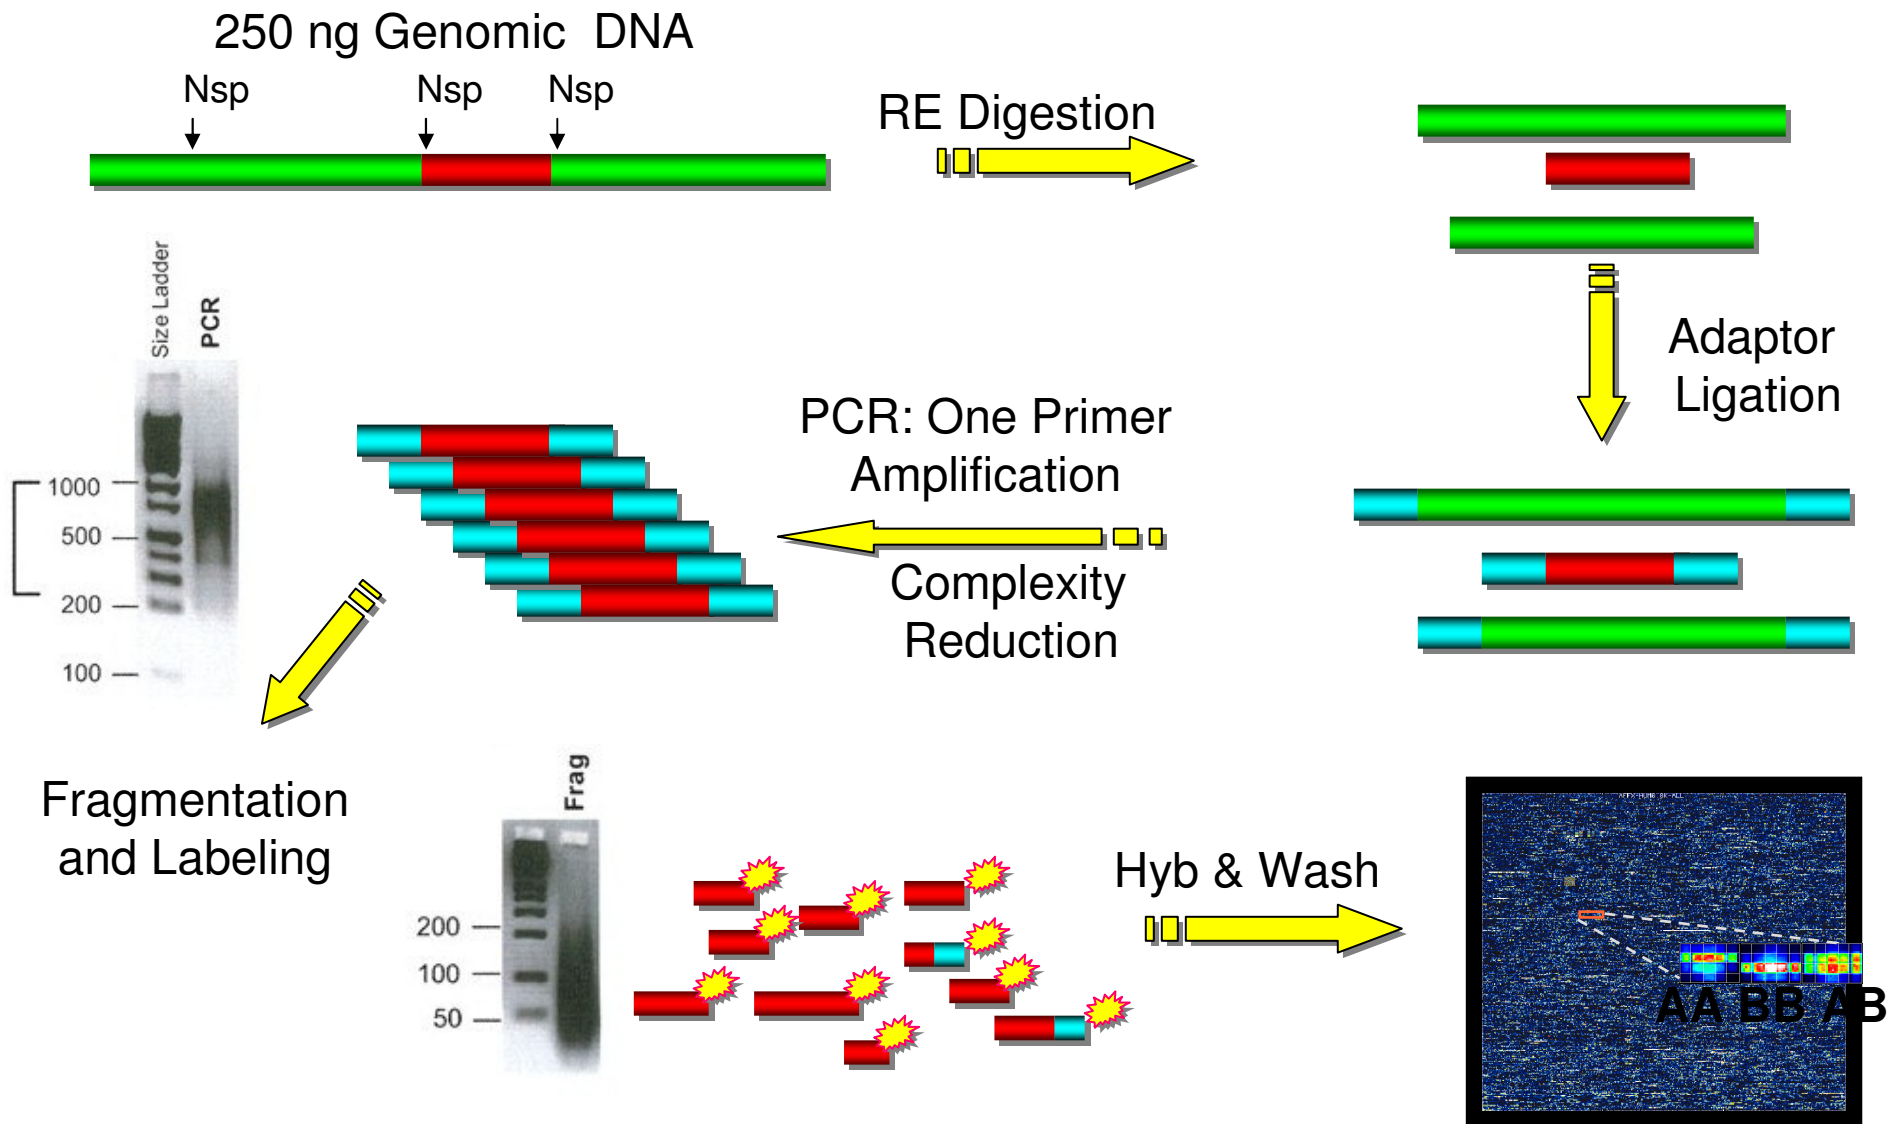 250 ng Genomic DNA
Nsp Nsp Nsp
RE Digestion
Adaptor
Ligation
PCR: One Primer
Amplification
Complexity
Reduction
Size Ladder
PCR
1000
500
200
100
Fragmentation
and Labeling
Frag
200
100
50
Hyb & Wash
AA BB AB